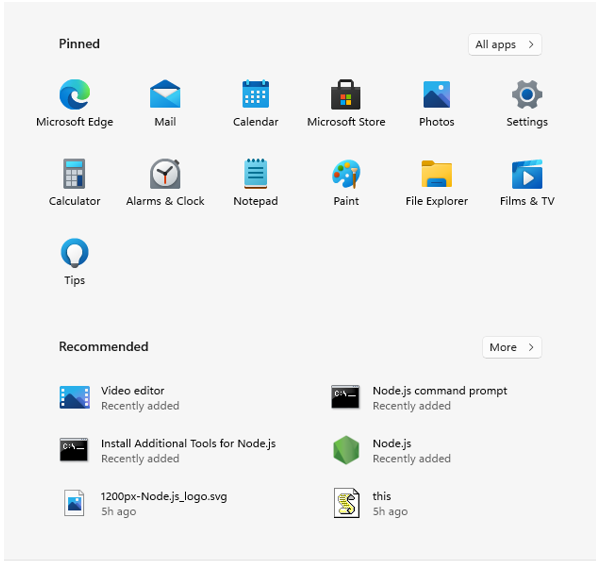 Pinned
All apps
Microsoft Edge
Mail
Calendar
Microsoft Store
Photos
Settings
Calculator
Alarms & Clock
Notepad
Paint
File Explorer
Films & TV
Tips
Recommended
More
Video editor
Recently added
Node.js command prompt
Recently added
C:\_
C:\_
Install Additional Tools for Node.js
Recently added
Node.js
Recently added
C:\_
1200px-Node.js_logo.svg
5h ago
this
5h ago